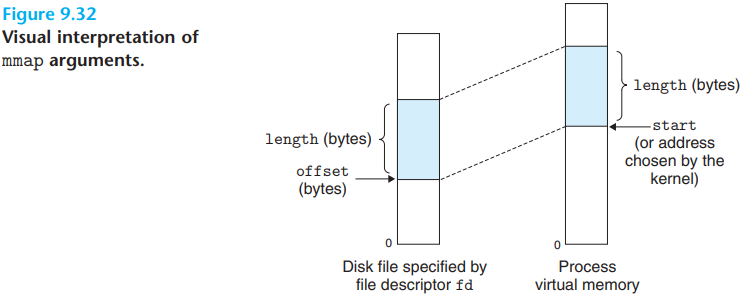 Figure 9.32
Visual interpretation of
mmap arguments.
length (bytes)
offset
(bytes)
0
Disk file specified by
file descriptor fd
length (bytes)
start
(or address
chosen by the
kernel)
0
Process
virtual memory